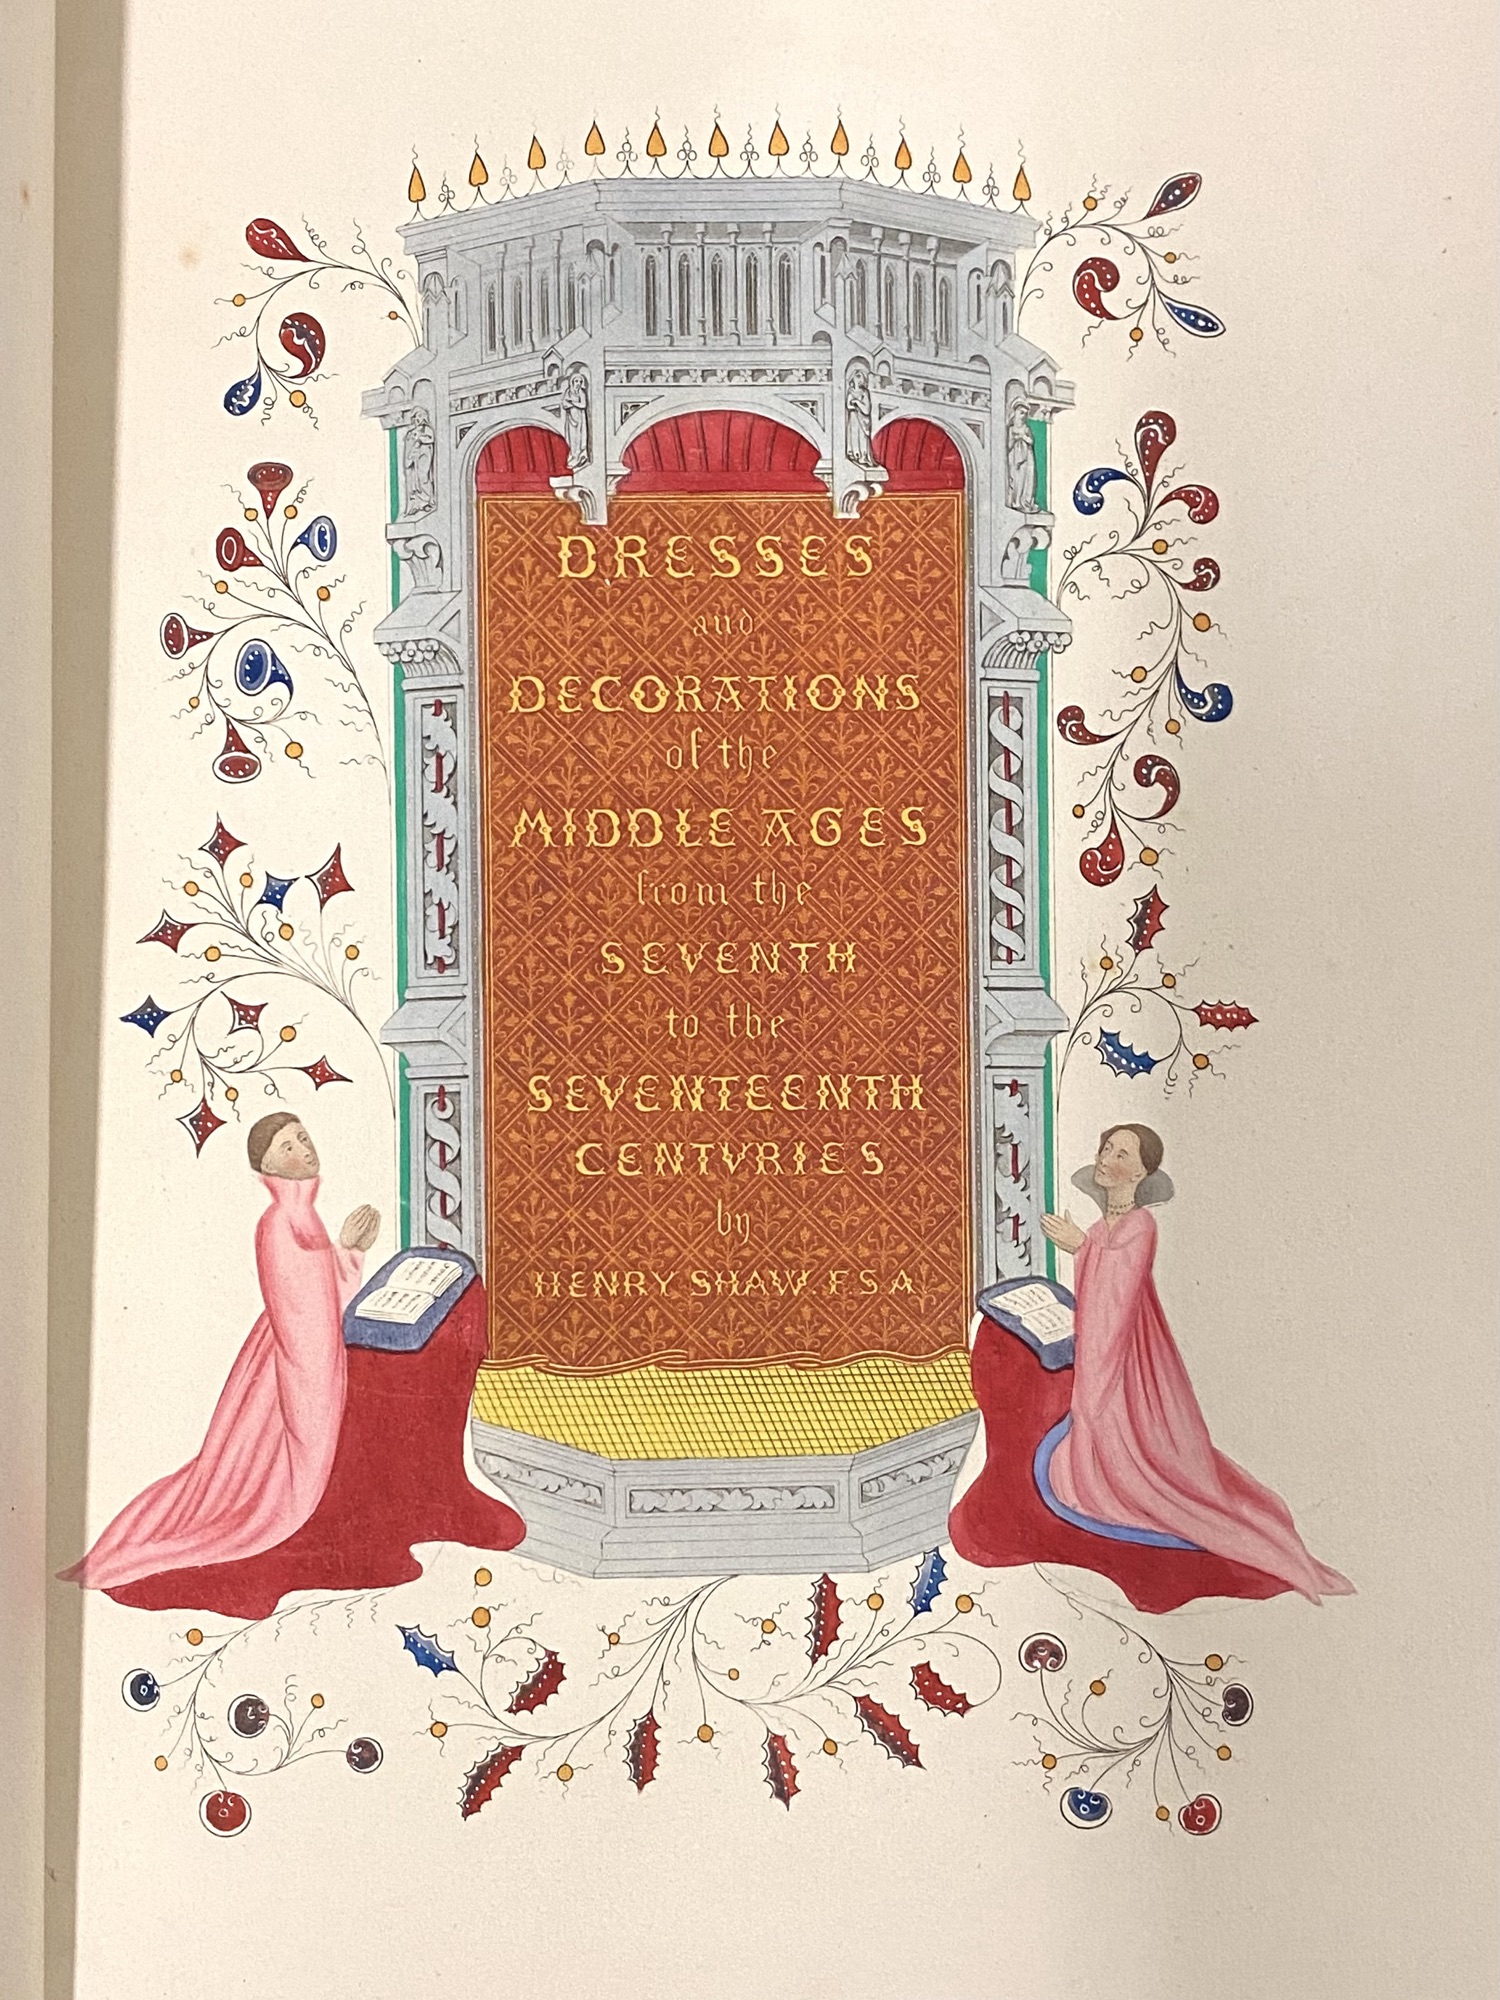 DRESSES
and
DECORATIONS
of the
MIDDLE AGES
from the
SEVENTH
to the
SEVENTEENTH
CENTVRIES
by
HENRY SHAW. F S A